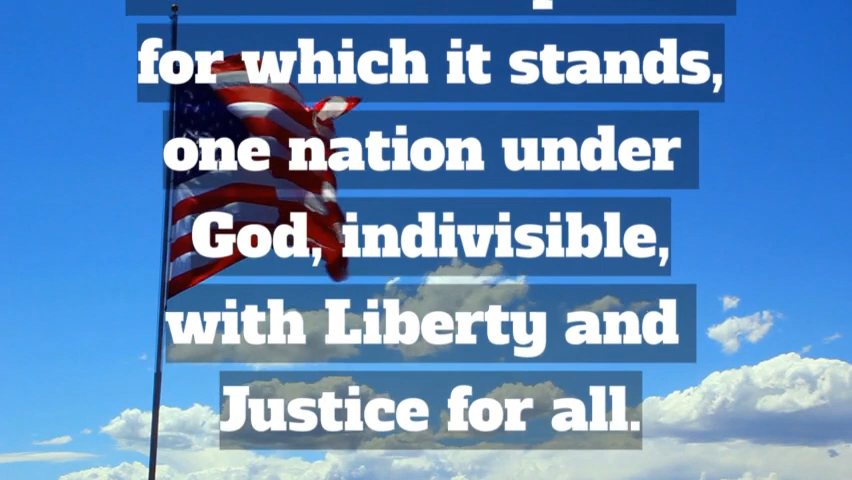 for which it stands,
one nation under
God, indivisible,
with Liberty and
Justice for all.